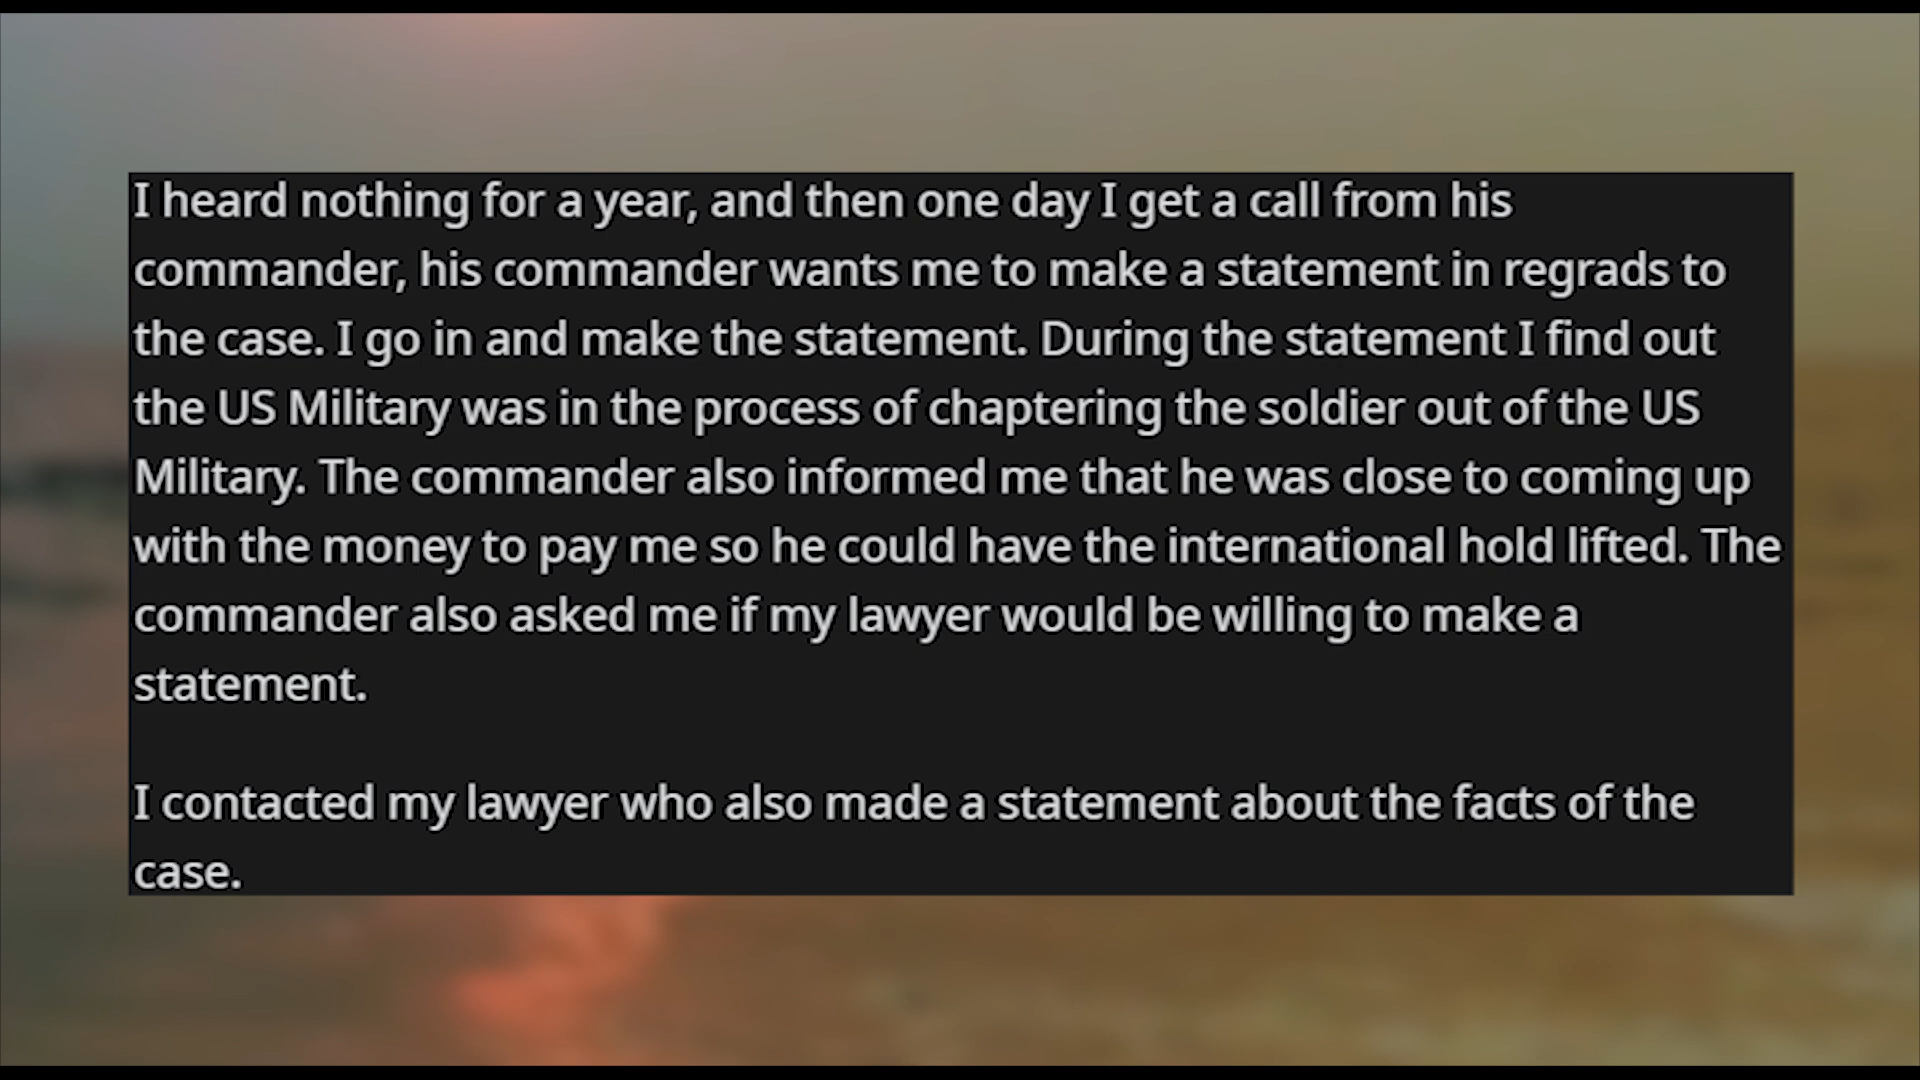 I heard nothing for a year, and then one day I get a call from his
commander, his commander wants me to make a statement in regrads to
the case. I go in and make the statement. During the statement I find out
the US Military was in the process of chaptering the soldier out of the US
Military. The commander also informed me that he was close to coming up
with the money to pay me so he could have the international hold lifted. The
commander also asked me if my lawyer would be willing to make a
statement.
I contacted my lawyer who also made a statement about the facts of the
case.